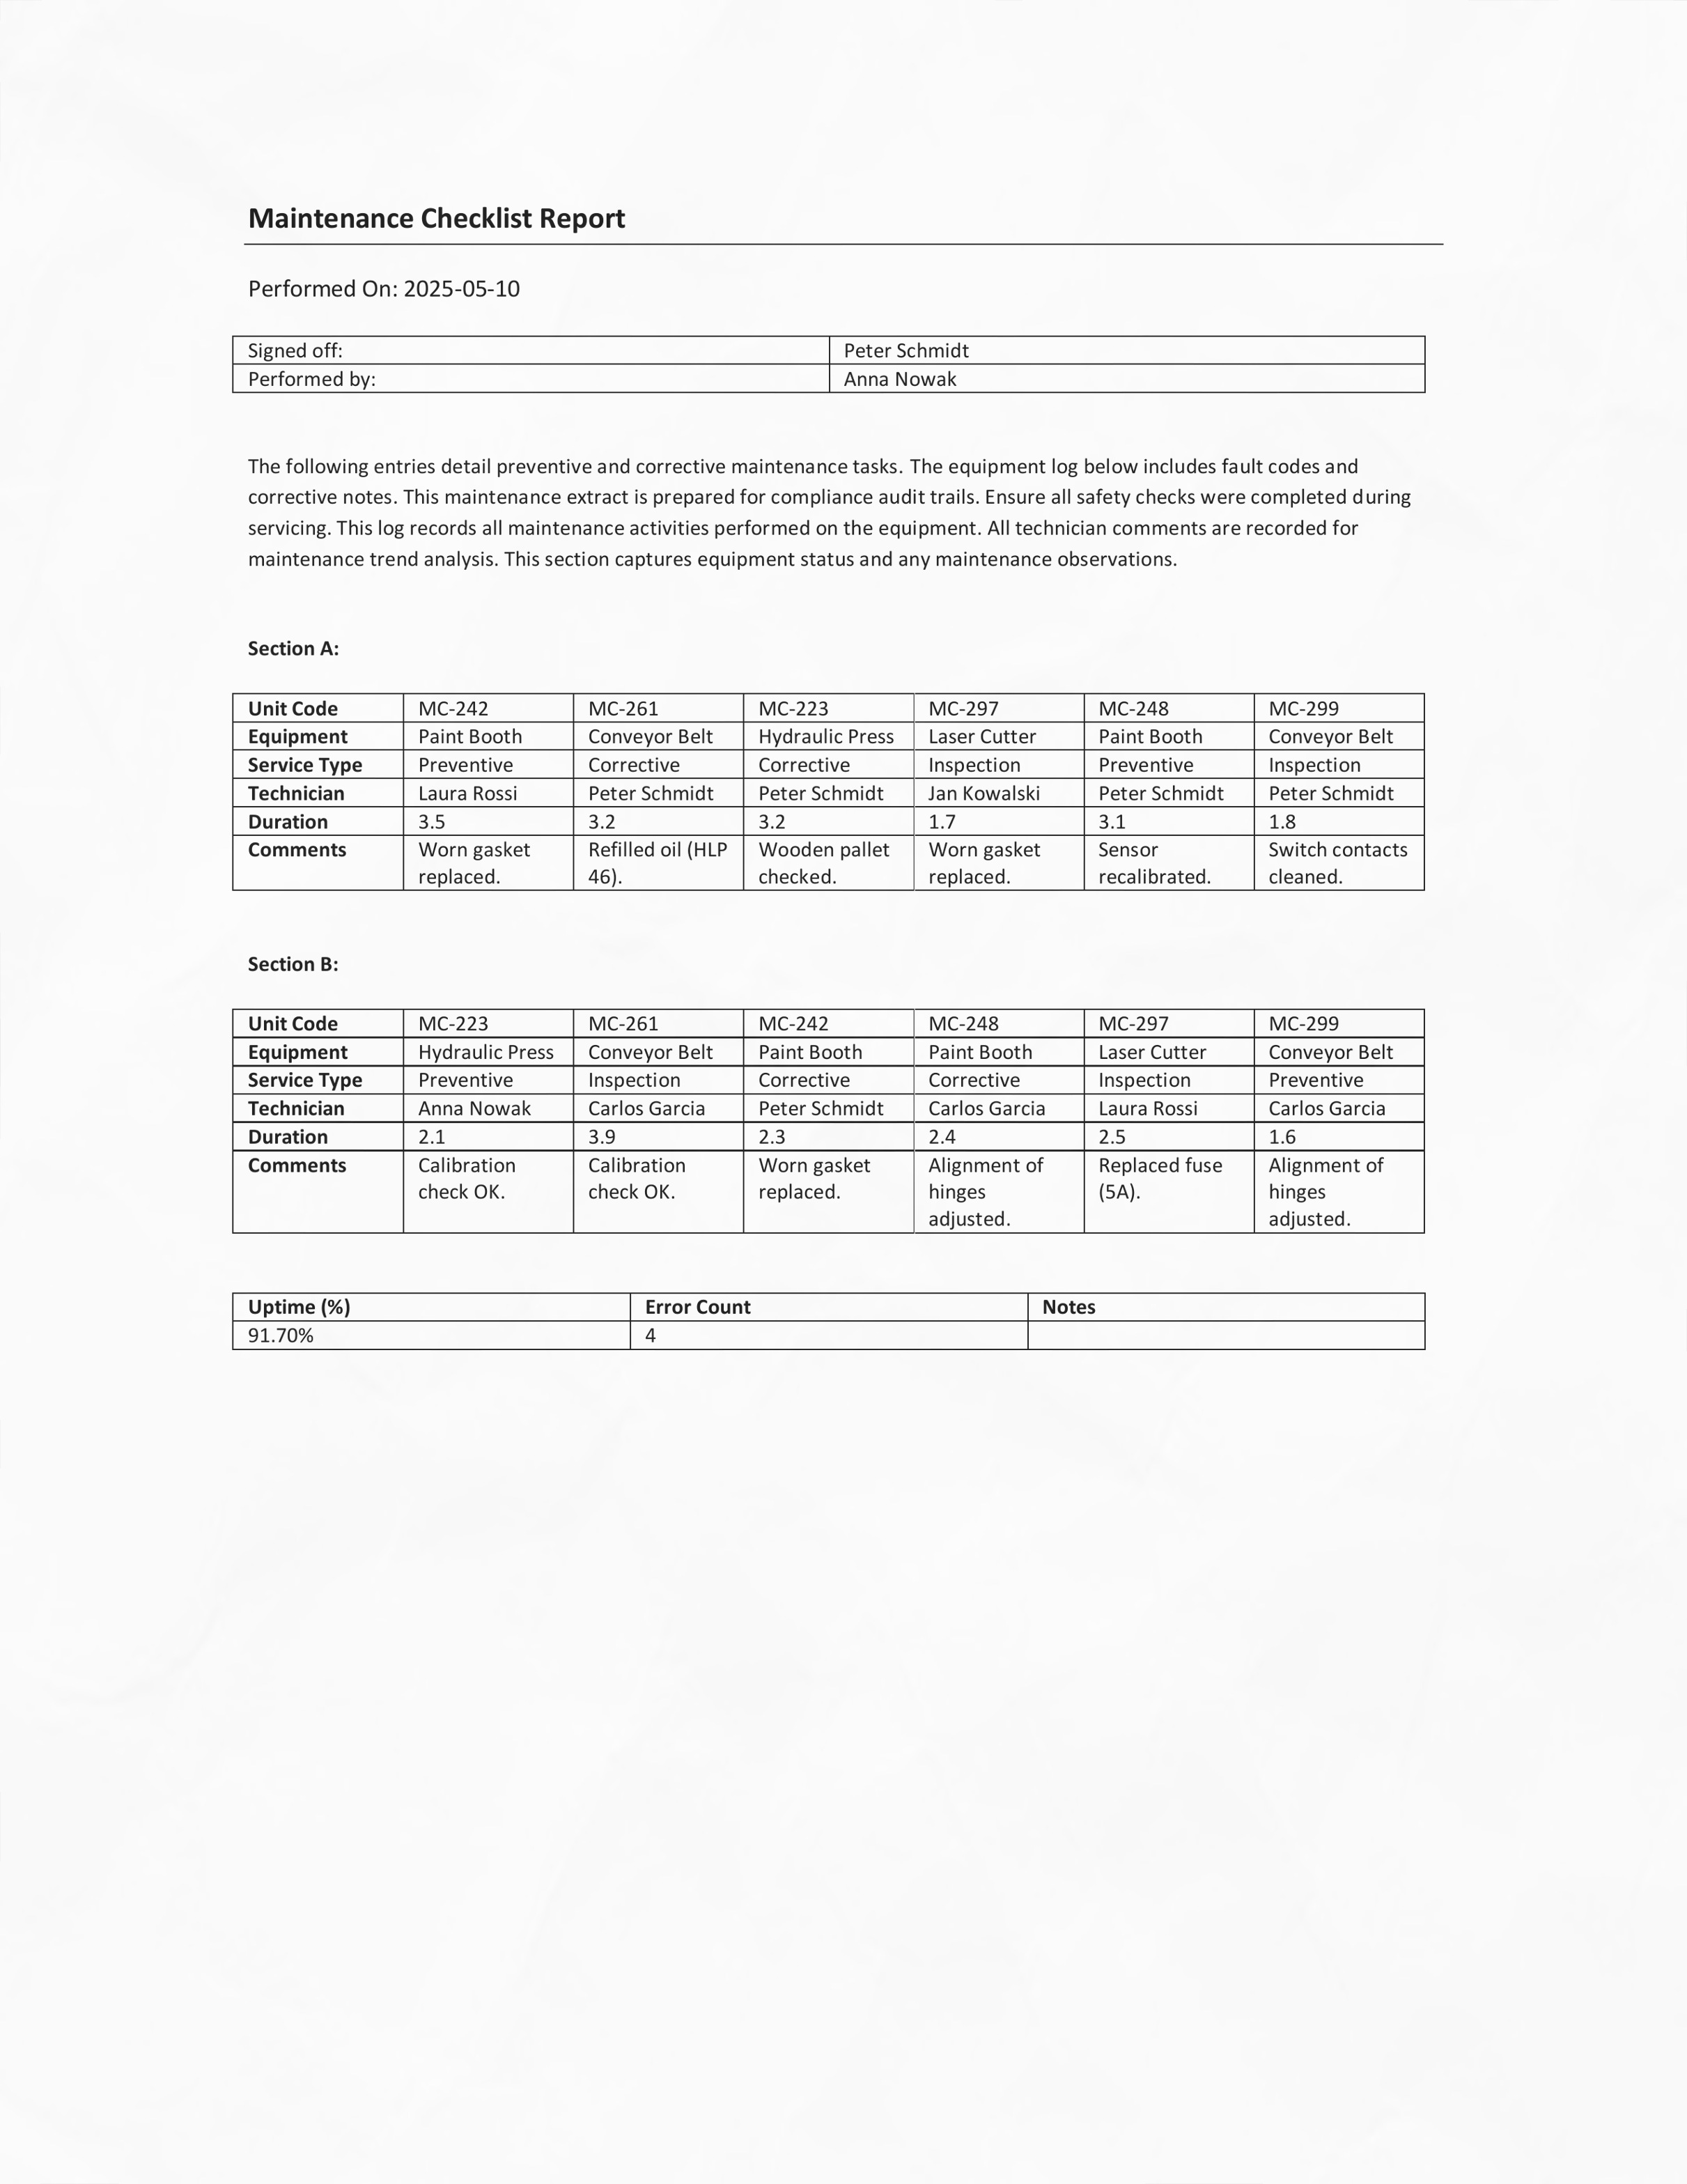 Maintenance Checklist Report
Performed On: 2025-05-10
Signed off: Peter Schmidt
Performed by: Anna Nowak
The following entries detail preventive and corrective maintenance tasks. The equipment log below includes fault codes and
corrective notes. This maintenance extract is prepared for compliance audit trails. Ensure all safety checks were completed during
servicing. This log records all maintenance activities performed on the equipment. All technician comments are recorded for
maintenance trend analysis. This section captures equipment status and any maintenance observations.
Section A:
Unit Code MC-242 MC-261 MC-223 MC-297 MC-248 MC-299
Equipment Paint Booth Conveyor Belt Hydraulic Press Laser Cutter Paint Booth Conveyor Belt
Service Type Preventive Corrective Corrective Inspection Preventive Inspection
Technician Laura Rossi Peter Schmidt Peter Schmidt Jan Kowalski Peter Schmidt Peter Schmidt
Duration 3.5 3.2 3.2 1.7 3.1 1.8
Comments Worn gasket Refilled oil (HLP Wooden pallet Worn gasket Sensor Switch contacts
replaced. 46). checked. replaced. recalibrated. cleaned.
Section B:
Unit Code MC-223 MC-261 MC-242 MC-248 MC-297 MC-299
Equipment Hydraulic Press Conveyor Belt Paint Booth Paint Booth Laser Cutter Conveyor Belt
Service Type Preventive Inspection Corrective Corrective Inspection Preventive
Technician Anna Nowak Carlos Garcia Peter Schmidt Carlos Garcia Laura Rossi Carlos Garcia
Duration 2.1 3.9 2.3 2.4 2.5 1.6
Comments Calibration Calibration Worn gasket Alignment of Replaced fuse Alignment of
check OK. check OK. replaced. hinges (5A). hinges
adjusted. adjusted.
Uptime (%) Error Count Notes
91.70% 4